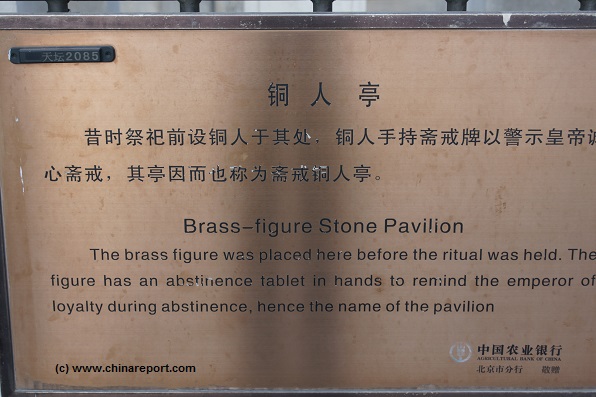 天坛2085
铜人亭
昔时祭祀前设铜人于其处，铜人手持斋戒牌以警示皇帝诚
心斋戒，其亭因而也称为斋戒铜人亭。
Brass-figure Stone Pavilion
The brass figure was placed here before the ritual was held. The
figure has an abstinence tablet in hands to remind the emperor of
loyalty during abstinence, hence the name of the pavilion
中国农业银行
AGRICULTURAL BANK OF CHINA
北京市分行 敬赠
(c) www.chinareport.com